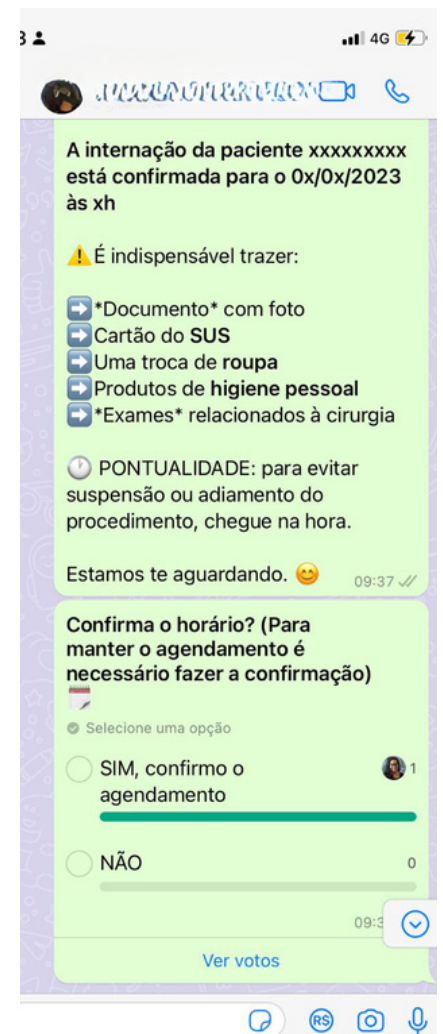 3
4G
A internação da paciente xxxxxxxxx
está confirmada para o 0x/0x/2023
às xh
⚠️É indispensável trazer:
➡️*Documento* com foto
➡️Cartão do SUS
➡️Uma troca de roupa
➡️Produtos de higiene pessoal
➡️*Exames* relacionados à cirurgia
🕐 PONTUALIDADE: para evitar
suspensão ou adiamento do
procedimento, chegue na hora.
Estamos te aguardando. 😊
09:37
Confirma o horário? (Para
manter o agendamento é
necessário fazer a confirmação)
🗓️
Selecione uma opção
SIM, confirmo o
agendamento
1
NÃO
0
09:3
Ver votos
R$